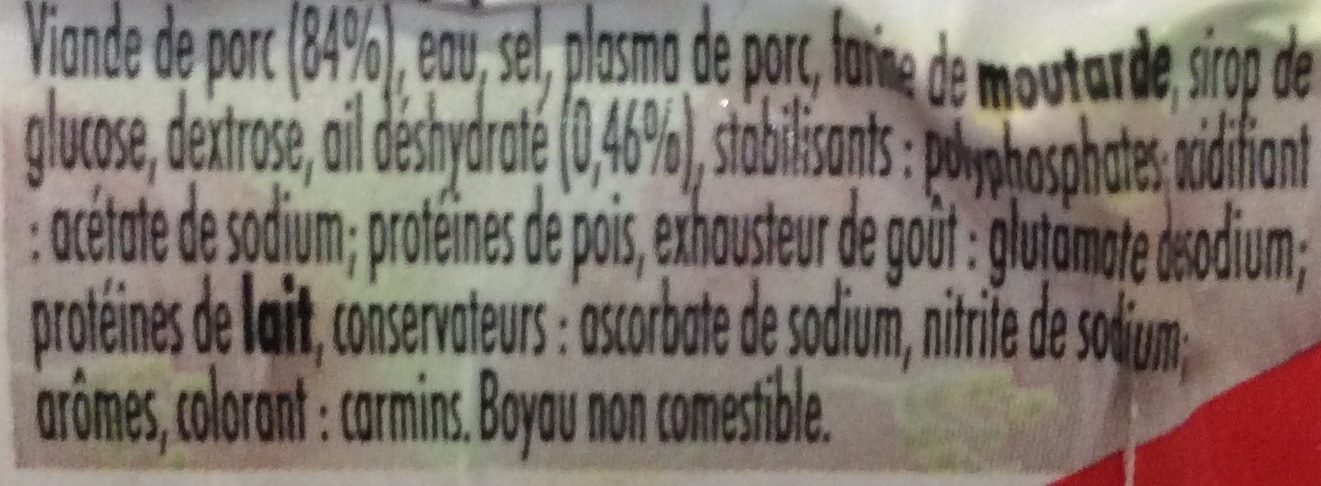 Viande de porc (84%), eau, sel, plasma de porc, farine de moutarde, sirop de
glucose, dextrose, ail déshydraté (0,46%), stabilisants : polyphosphates; acidifiant
: acétate de sodium; protéines de pois, exhausteur de goût : glutamate de sodium;
protéines de lait, conservateurs : ascorbate de sodium, nitrite de sodium;
arômes, colorant : carmins. Boyau non comestible.